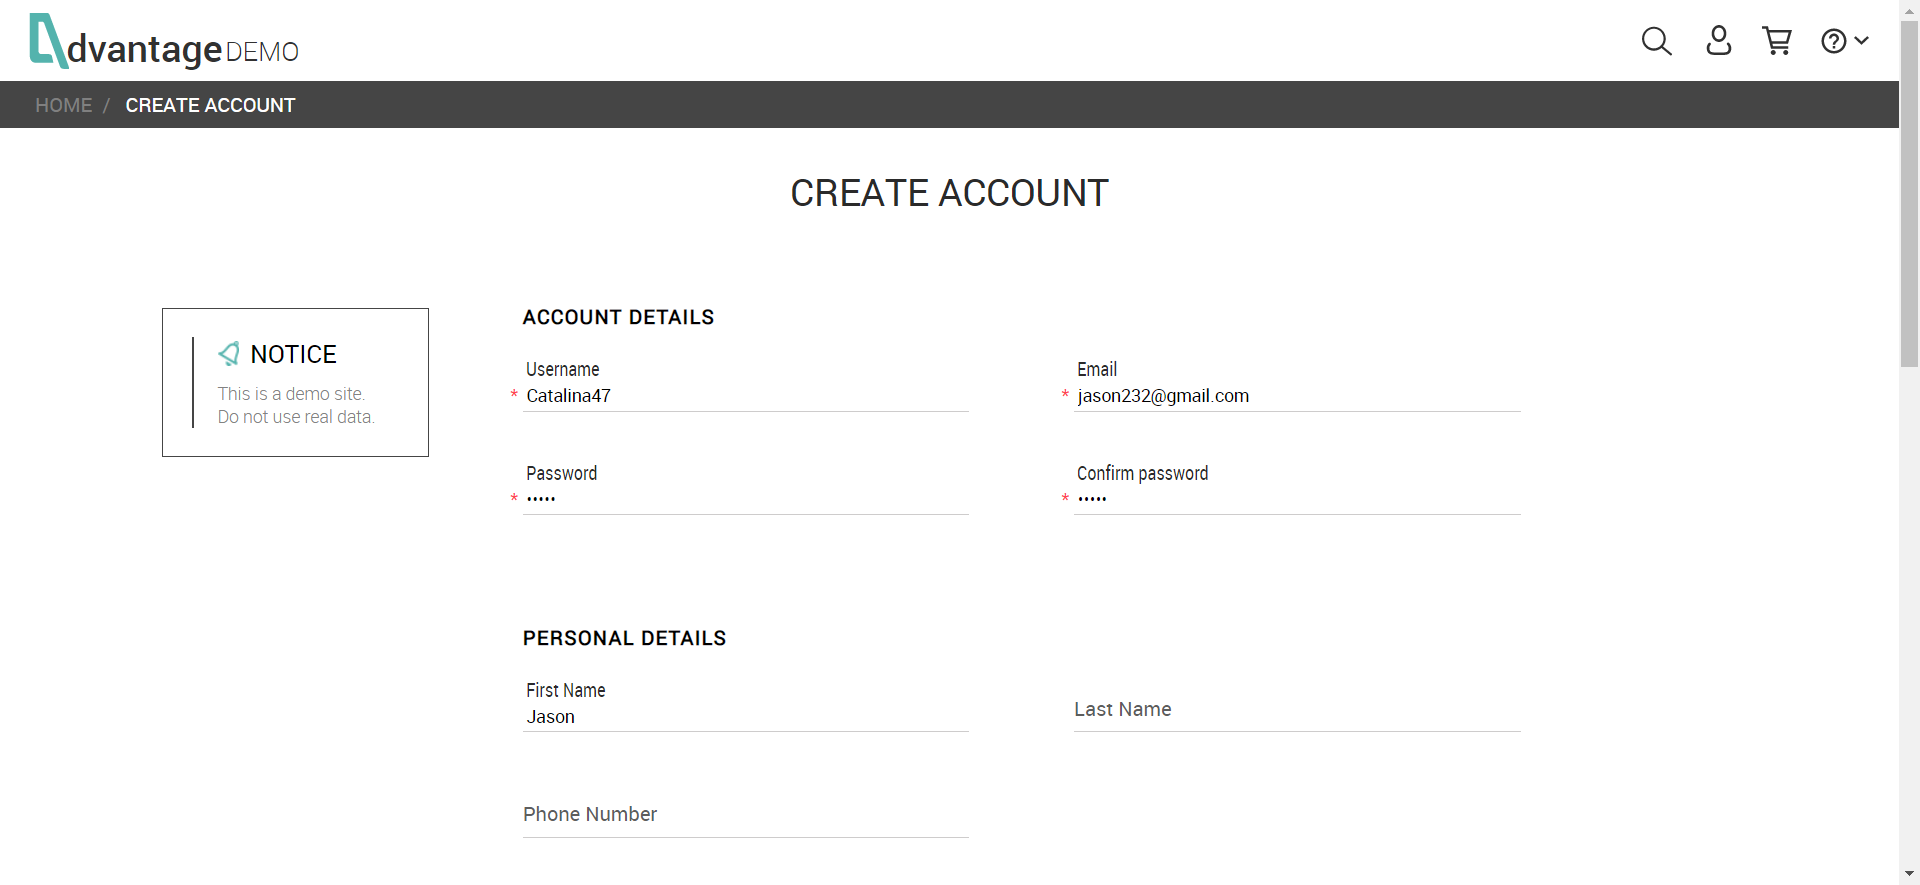 dvantage DEMO
HOME / CREATE ACCOUNT
CREATE ACCOUNT
NOTICE
This is a demo site.
Do not use real data.
ACCOUNT DETAILS
Username
* Catalina47
Email
* jason232@gmail.com
Password
* •••••
Confirm password
* •••••
PERSONAL DETAILS
First Name
Jason
Last Name
Phone Number